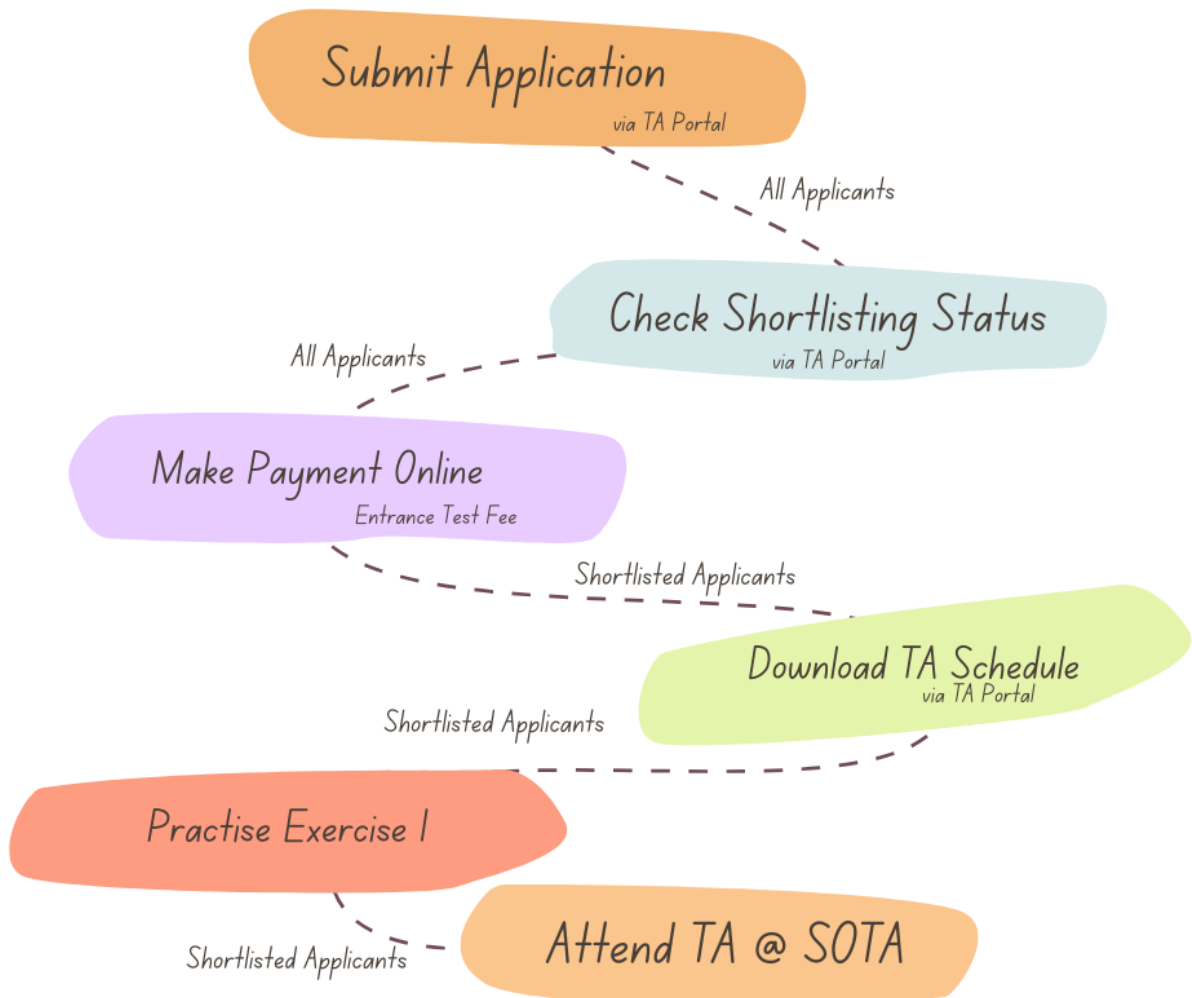 Submit Application
via TA Portal
All Applicants
Check Shortlisting Status
via TA Portal
All Applicants
Make Payment Online
Entrance Test Fee
Shortlisted Applicants
Download TA Schedule
via TA Portal
Shortlisted Applicants
Practise Exercise 1
Shortlisted Applicants
Attend TA @ SOTA